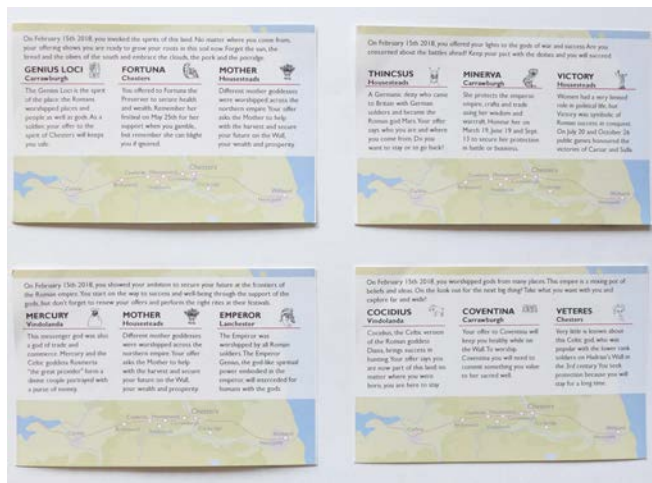 On February 15th 2018, you invoked the spirits of this land. No matter where you come from,
your offering shows you are ready to grow your roots in this soil now. Forget the sun, the
bread and the olives of the south and embrace the clouds, the pork and the porridge.
GENIUS LOCI
Carrawburgh
The Genius Loci is the spirit
of the place: the Romans
worshipped places and
people as well as gods. As a
soldier, your offer to the
spirit of Chesters will keeps
you safe.
FORTUNA
Chesters
You offered to Fortuna the
Preserver to secure health
and wealth. Remember her
festival on May 25th for her
support when you gamble,
but remember she can blight
you if ignored.
MOTHER
Housesteads
Different mother goddesses
were worshipped across the
northern empire. Your offer
asks the Mother to help
with the harvest and secure
your future on the Wall,
your wealth and prosperity.
Chesters
On February 15th 2018, you offered your lights to the gods of war and success. Are you
concerned about the battles ahead? Keep your pact with the deities and you will succeed.
THINCSUS
Housesteads
A Germanic deity who came
to Britain with German
soldiers and became the
Roman god Mars. Your offer
says who you are and where
you come from. Do you
want to stay or to go back?
MINERVA
Carrawburgh
She protects the emperor,
empire, crafts and trade
using her wisdom and
warcraft. Honour her on
March 19, June 19 and Sept
13 to secure her protection
in battle or business.
VICTORY
Housesteads
Women had a very limited
role in political life, but
Victory was symbolic of
Roman success in conquest.
On July 20 and October 26
public games honoured the
victories of Caesar and Sulla.
Chesters
On February 15th 2018, you showed your ambition to secure your future at the frontiers of
the Roman empire. You start on the way to success and well-being through the support of the
gods, but don't forget to renew your offers and perform the right rites at their festivals.
MERCURY
Vindolanda
This messenger god was also
a god of trade and
commerce. Mercury and the
Celtic goddess Rosmerta
"the great provider" form a
divine couple portrayed with
a purse of money.
MOTHER
Housesteads
Different mother goddesses
were worshipped across the
northern empire. Your offer
asks the Mother to help
with the harvest and secure
your future on the Wall,
your wealth and prosperity.
EMPEROR
Lanchester
The Emperor was
worshipped by all Roman
soldiers. The Emperor
Genius, the god-like spiritual
power embodied in the
emperor, will interceded for
humans with the gods.
Chesters
On February 15th 2018, you worshipped gods from many places. This empire is a mixing pot of
beliefs and ideas. On the look out for the next big thing? Take what you want with you and
explore far and wide!
COCIDIUS
Vindolanda
Cocidius, the Celtic version
of the Roman goddess
Diana, brings success in
hunting. Your offer says you
are now part of this land: no
matter where you were
born, you are here to stay.
COVENTINA
Carrawburgh
Your offer to Coventina will
keep you healthy while on
the Wall. To worship
Coventina you will need to
commit something you value
to her sacred well.
VETERES
Chesters
Very little is known about
this Celtic god, who was
popular with the lower rank
soldiers on Hadrian's Wall in
the 3rd century. You seek
protection because you will
stay for a long time.
Chesters